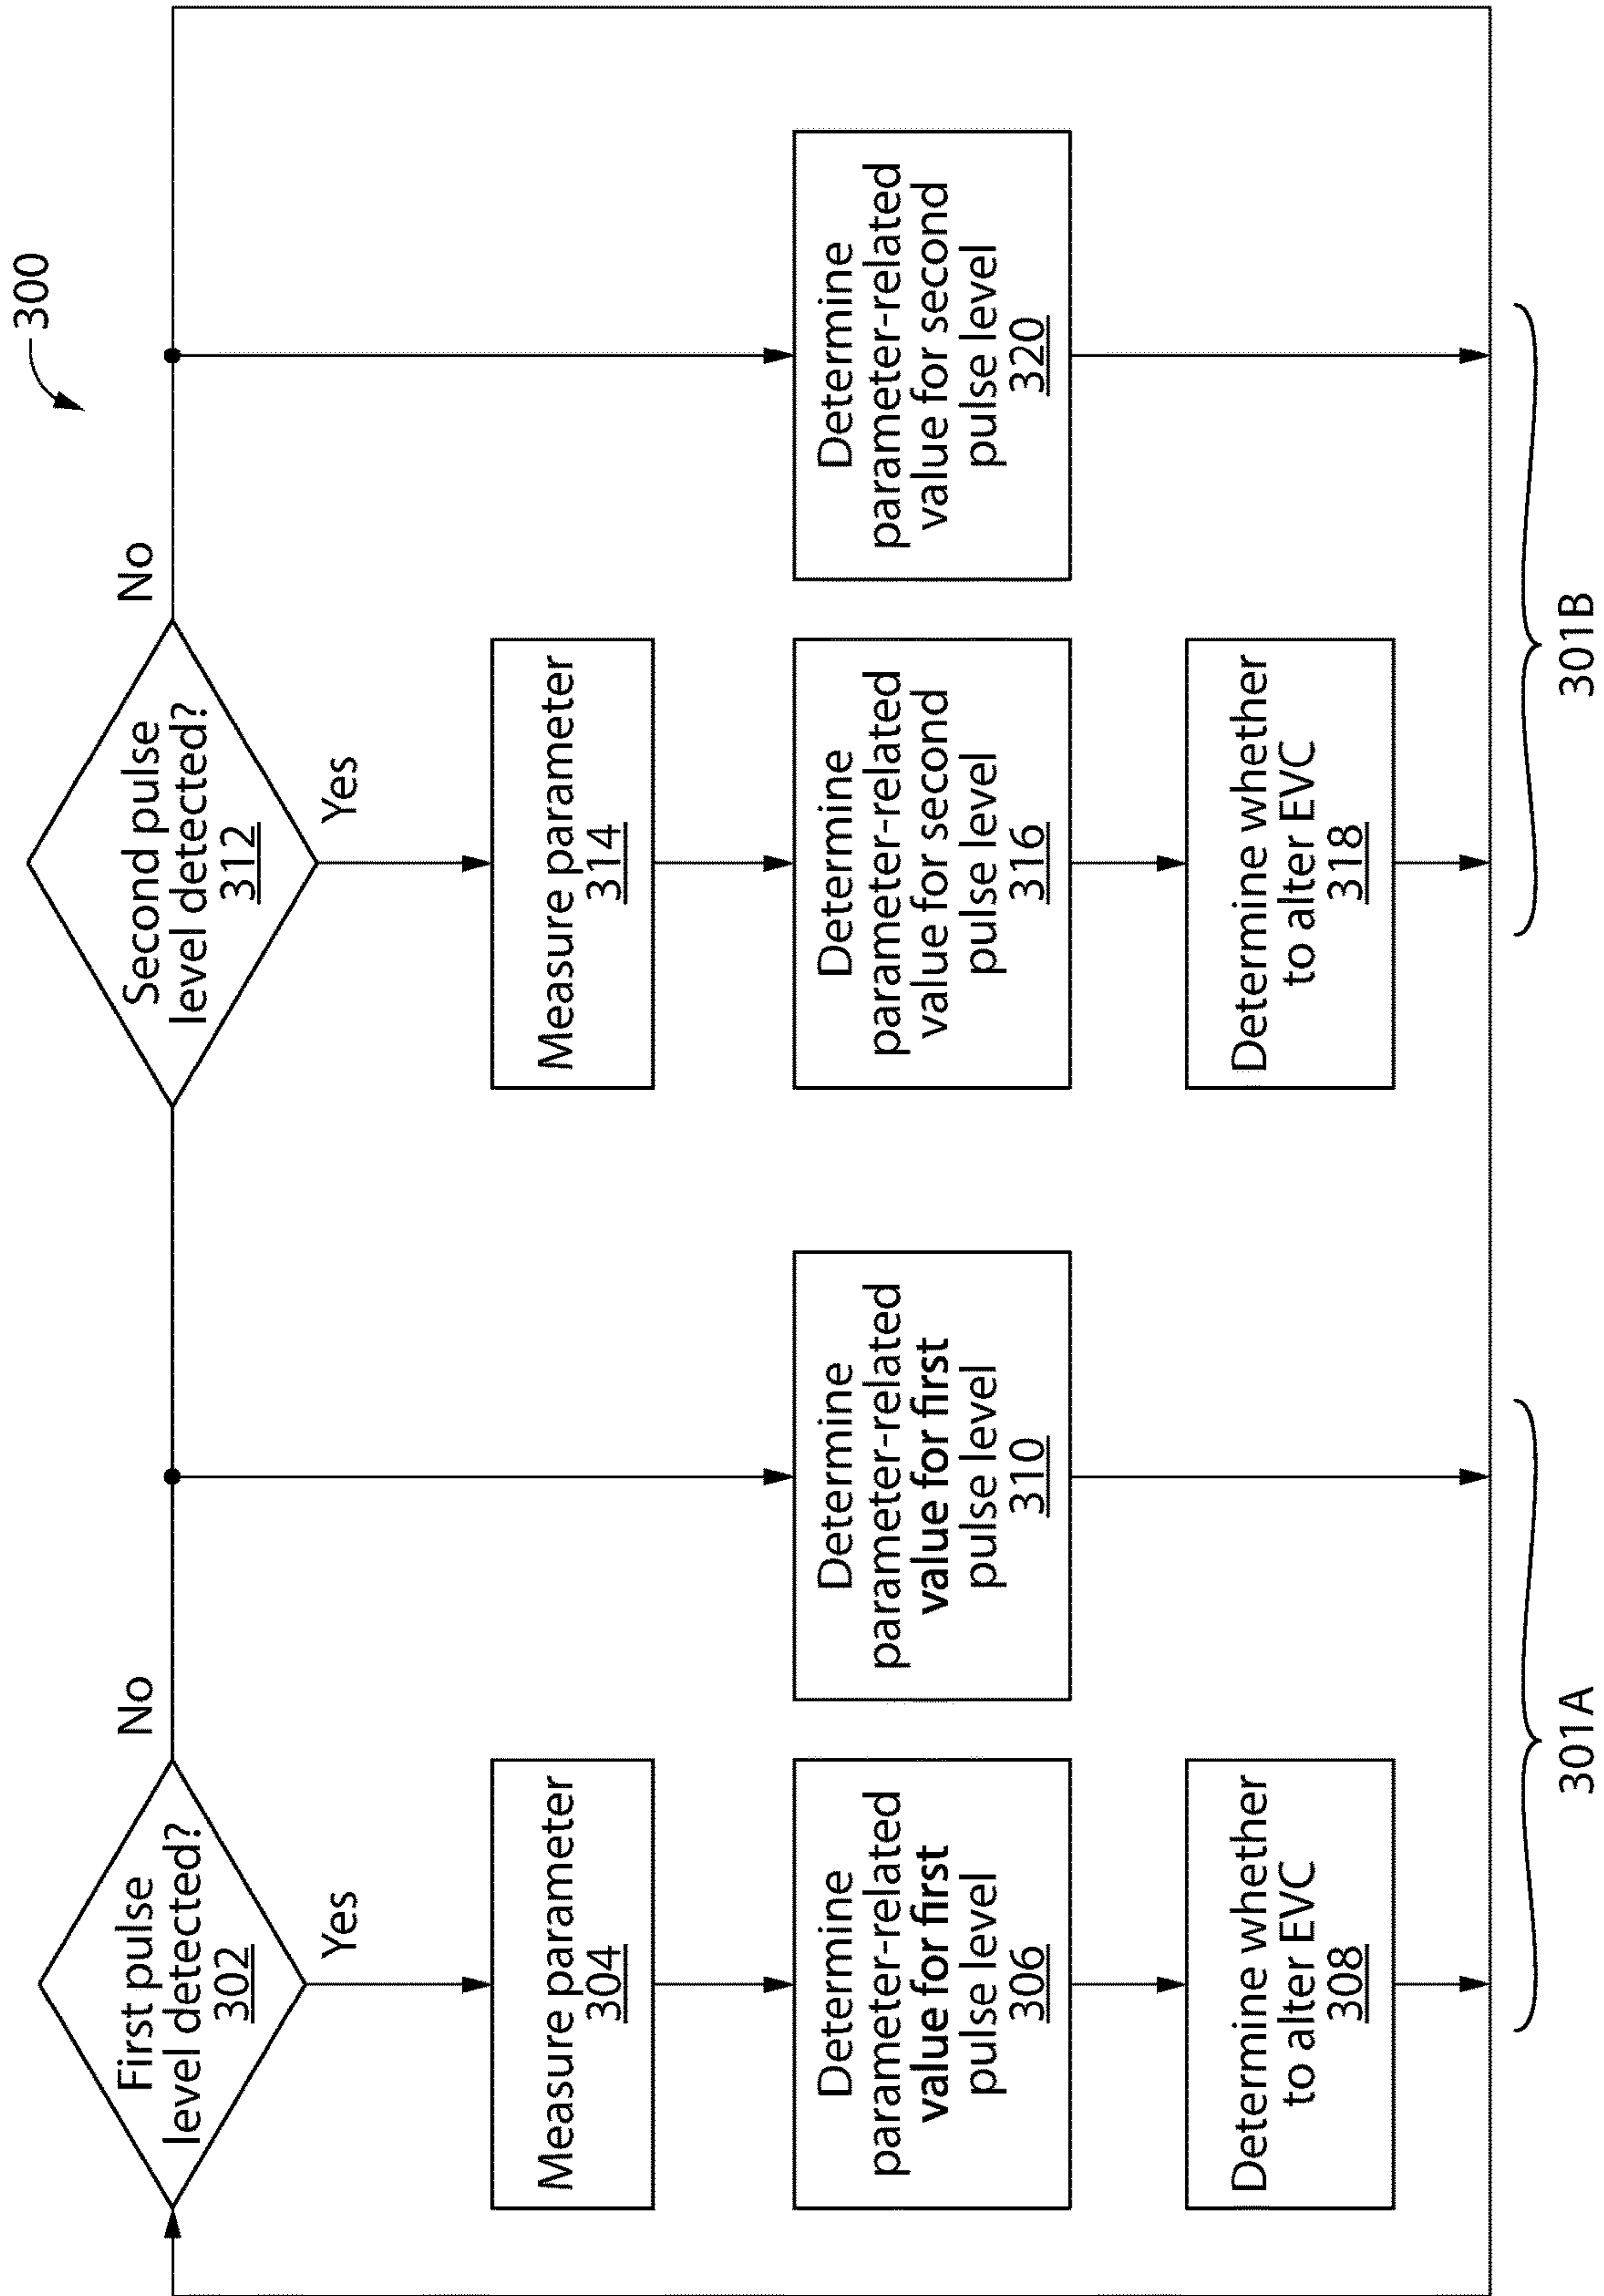 300
First pulse
level detected?
302
No
Yes
Measure parameter
304
Determine
parameter-related
value for first
pulse level
306
Determine whether
to alter EVC
308
Determine
parameter-related
value for first
pulse level
310
301A
Second pulse
level detected?
312
No
Yes
Measure parameter
314
Determine
parameter-related
value for second
pulse level
316
Determine whether
to alter EVC
318
Determine
parameter-related
value for second
pulse level
320
301B